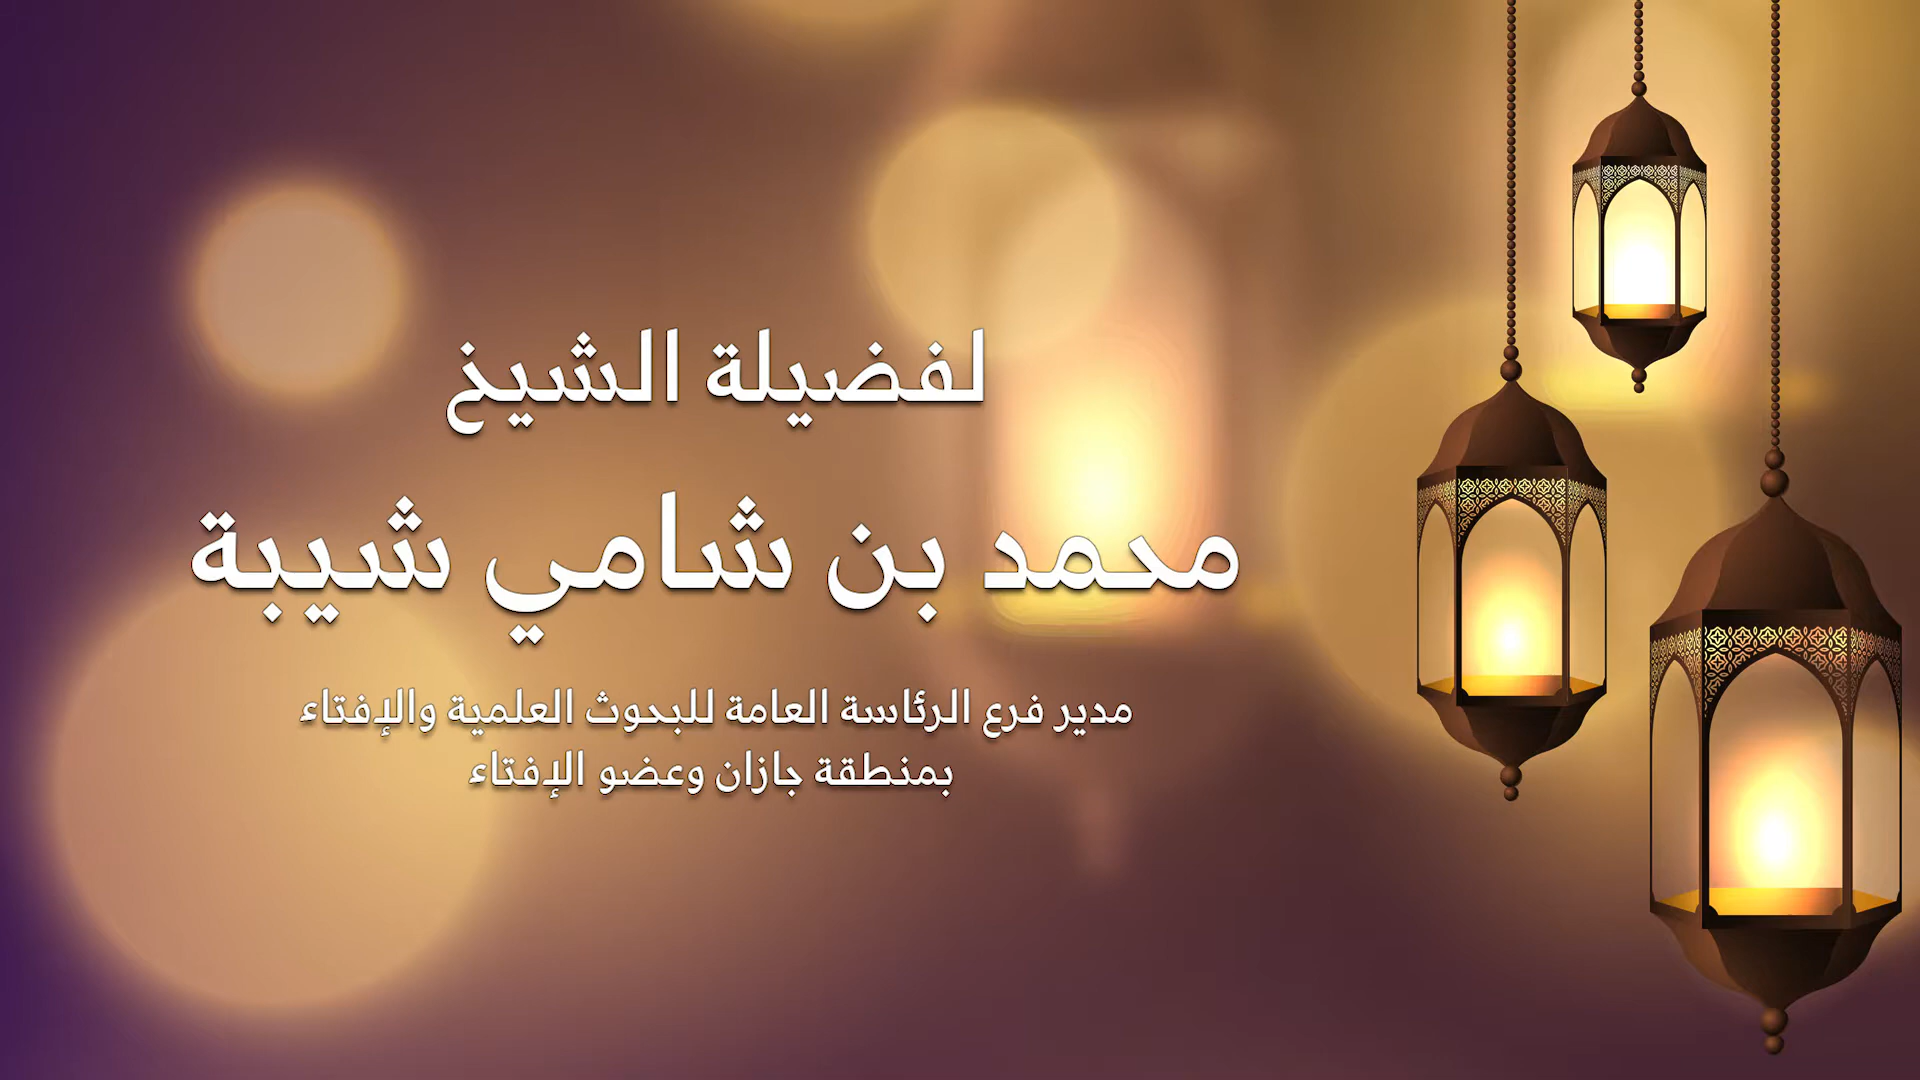 لفضيلة الشيخ
محمد بن شامي شيبة
مدير فرع الرئاسة العامة للبحوث العلمية والإفتاء
بمنطقة جازان وعضو الإفتاء